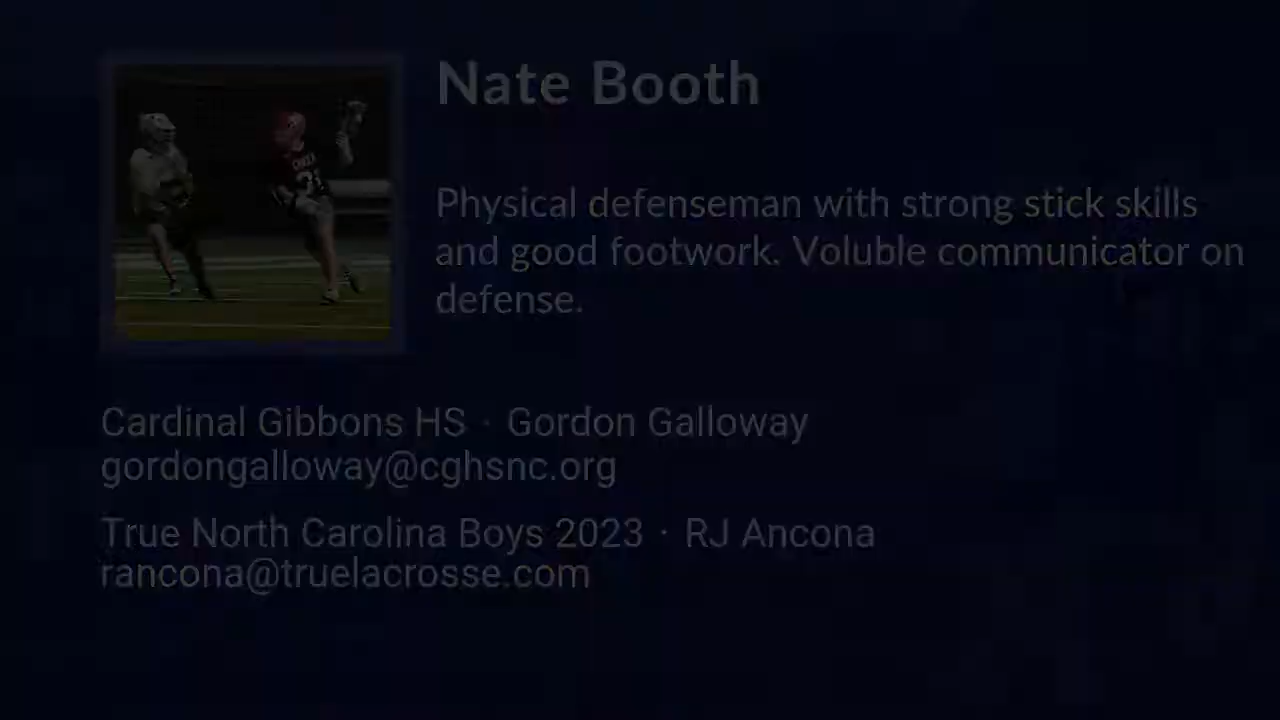 Nate Booth
Physical defenseman with strong stick skills
and good footwork. Voluble communicator on
defense.
Cardinal Gibbons HS · Gordon Galloway
gordongalloway@cghsnc.org
True North Carolina Boys 2023 · RJ Ancona
rancona@truelacrosse.com